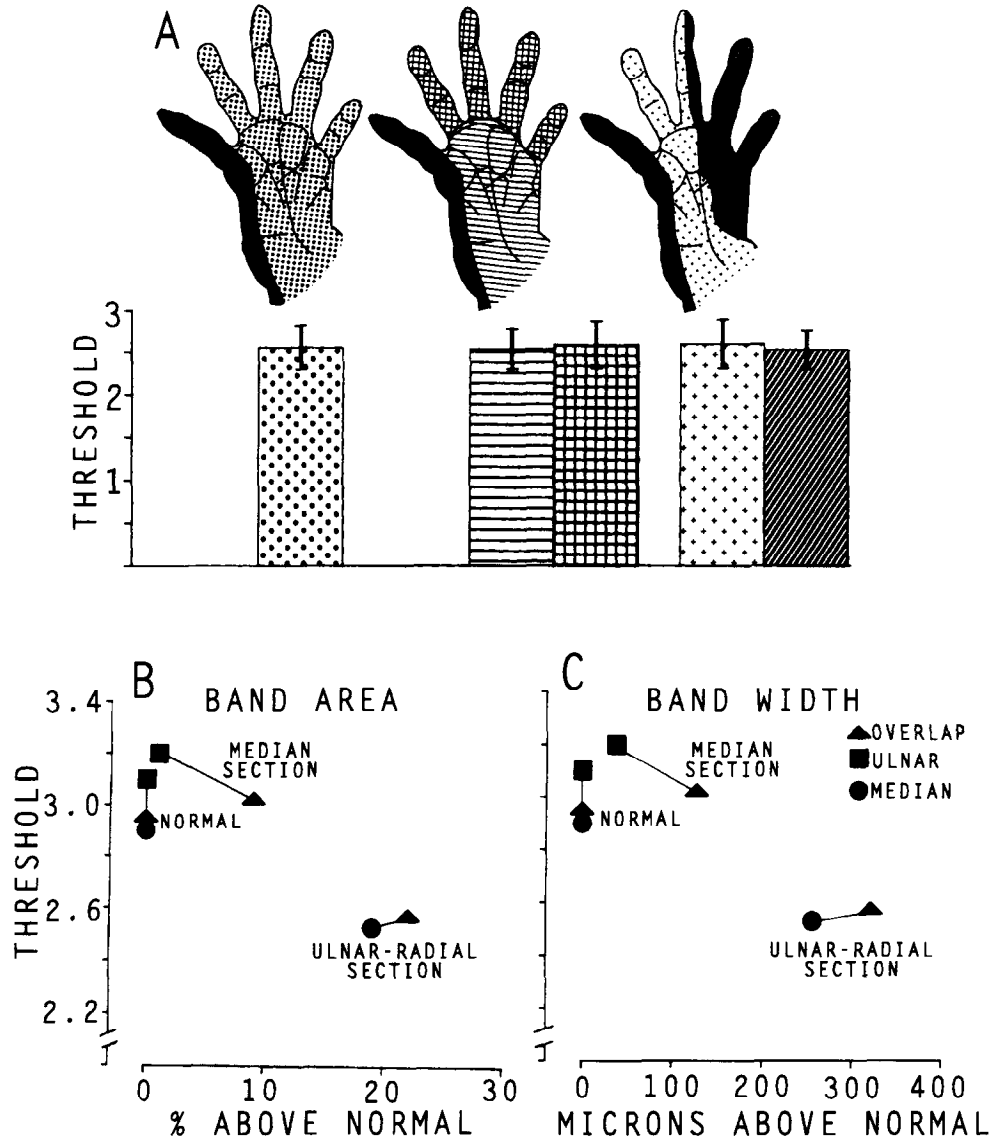 A
3
2
1
THRESHOLD
B
BAND AREA
3.4
3.0
2.6
2.2
THRESHOLD
MEDIAN
SECTION
NORMAL
ULNAR-RADIAL
SECTION
0 10 20 30
% ABOVE NORMAL
C
BAND WIDTH
OVERLAP
ULNAR
MEDIAN
MEDIAN
SECTION
NORMAL
ULNAR-RADIAL
SECTION
0 100 200 300 400
MICRONS ABOVE NORMAL